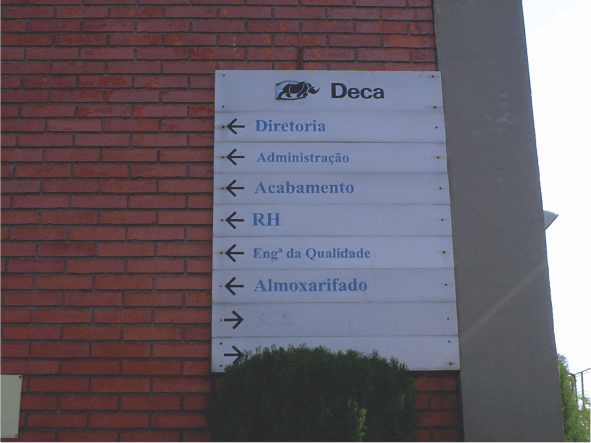 Deca
Diretoria
Administração
Acabamento
RH
Engª da Qualidade
Almoxarifado